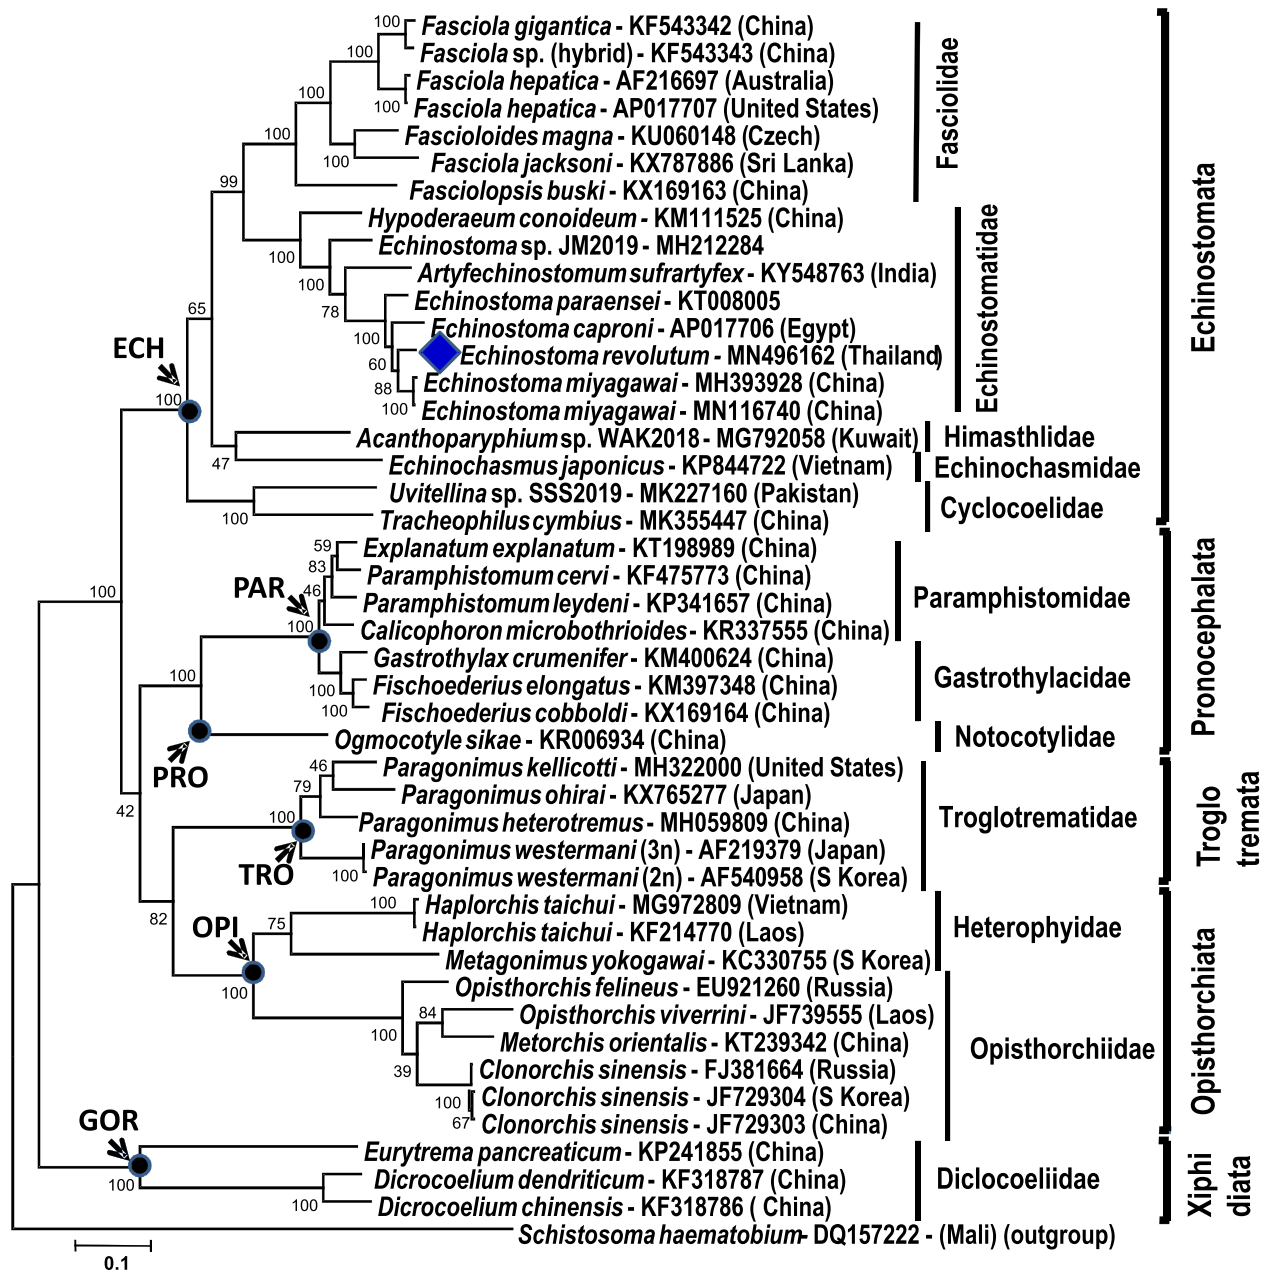 Fasciola gigantica - KF543342 (China)
Fasciola sp. (hybrid) - KF543343 (China)
Fasciola hepatica - AF216697 (Australia)
Fasciola hepatica - AP017707 (United States)
Fascioloides magna - KU060148 (Czech)
Fasciola jacksoni - KX787886 (Sri Lanka)
Fasciolopsis buski - KX169163 (China)
Hypoderaeum conoideum - KM111525 (China)
Echinostoma sp. JM2019 - MH212284
Artyfechinostomum sufrartyfex - KY548763 (India)
Echinostoma paraensei - KT008005
Echinostoma caproni - AP017706 (Egypt)
Echinostoma revolutum - MN496162 (Thailand)
Echinostoma miyagawai - MH393928 (China)
Echinostoma miyagawai - MN116740 (China)
Acanthoparyphium sp. WAK2018 - MG792058 (Kuwait)
Echinochasmus japonicus - KP844722 (Vietnam)
Uvitellina sp. SSS2019 - MK227160 (Pakistan)
Tracheophilus cymbius - MK355447 (China)
Explanatum explanatum - KT198989 (China)
Paramphistomum cervi - KF475773 (China)
Paramphistomum leydeni - KP341657 (China)
Calicophoron microbothrioides - KR337555 (China)
Gastrothylax crumenifer - KM400624 (China)
Fischoederius elongatus - KM397348 (China)
Fischoederius cobboldi - KX169164 (China)
Ogmocotyle sikae - KR006934 (China)
Paragonimus kellicotti - MH322000 (United States)
Paragonimus ohirai - KX765277 (Japan)
Paragonimus heterotremus - MH059809 (China)
Paragonimus westermani (3n) - AF219379 (Japan)
Paragonimus westermani (2n) - AF540958 (S Korea)
Haplorchis taichui - MG972809 (Vietnam)
Haplorchis taichui - KF214770 (Laos)
Metagonimus yokogawai - KC330755 (S Korea)
Opisthorchis felineus - EU921260 (Russia)
Opisthorchis viverrini - JF739555 (Laos)
Metorchis orientalis - KT239342 (China)
Clonorchis sinensis - FJ381664 (Russia)
Clonorchis sinensis - JF729304 (S Korea)
Clonorchis sinensis - JF729303 (China)
Eurytrema pancreaticum - KP241855 (China)
Dicrocoelium dendriticum - KF318787 (China)
Dicrocoelium chinensis - KF318786 ( China)
Schistosoma haematobium- DQ157222 - (Mali) (outgroup)
Fasciolidae
Echinostomatidae
Himasthlidae
Echinochasmidae
Cyclocoelidae
Paramphistomidae
Gastrothylacidae
Notocotylidae
Troglotrematidae
Heterophyidae
Opisthorchiidae
Diclocoeliidae
Echinostomata
Pronocephalata
Troglo
tremata
Opisthorchiata
Xiphi
diata
ECH
PAR
PRO
TRO
OPI
GOR
100
100
100
100
100
100
100
99
100
100
78
100
60
88
100
65
100
47
100
100
59
83
46
100
100
100
100
42
46
79
100
100
82
100
75
100
84
100
39
100
67
100
100
0.1